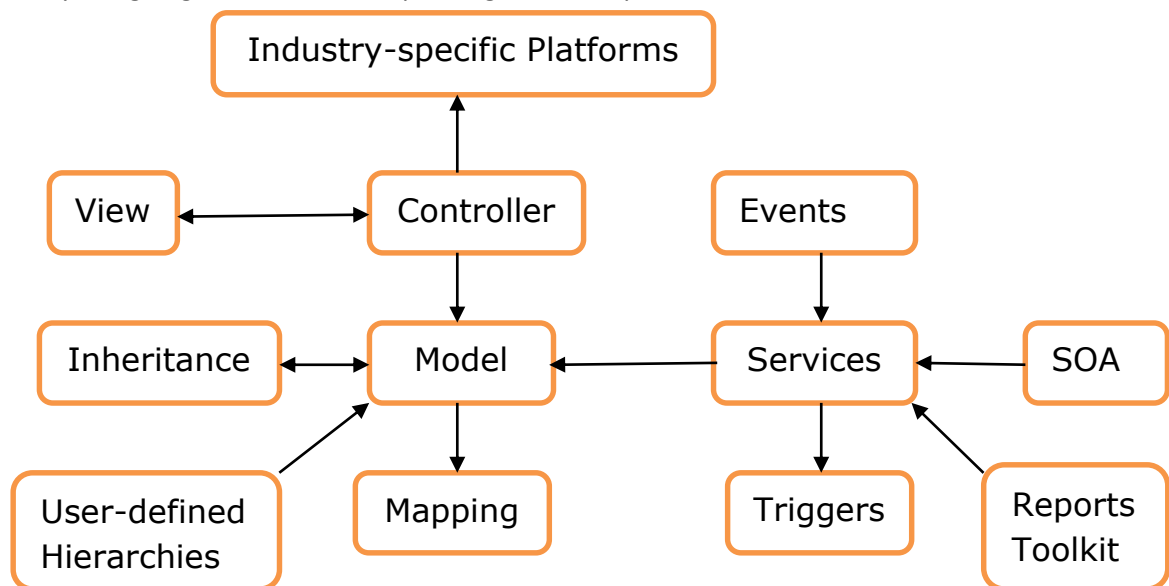 Industry-specific Platforms
View
Controller
Events
Inheritance
Model
Services
SOA
User-defined
Hierarchies
Mapping
Triggers
Reports
Toolkit